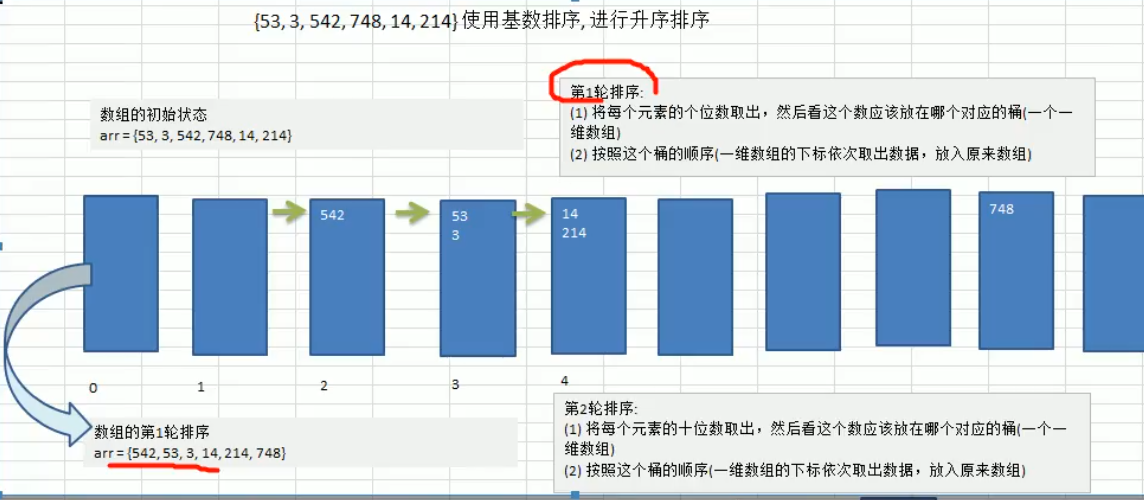 {53, 3, 542, 748, 14, 214} 使用基数排序, 进行升序排序
数组的初始状态
arr = {53, 3, 542, 748, 14, 214}
第1轮排序:
(1) 将每个元素的个位数取出，然后看这个数应该放在哪个对应的桶(一个一
维数组)
(2) 按照这个桶的顺序(一维数组的下标依次取出数据，放入原来数组)
542
53
3
14
214
748
0
1
2
3
4
数组的第1轮排序
arr = {542, 53, 3, 14, 214, 748}
第2轮排序:
(1) 将每个元素的十位数取出，然后看这个数应该放在哪个对应的桶(一个一
维数组)
(2) 按照这个桶的顺序(一维数组的下标依次取出数据，放入原来数组)